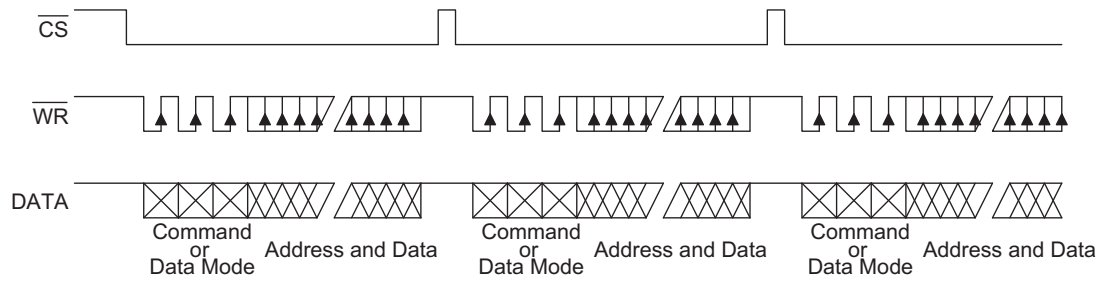 CS
WR
DATA
Command
or
Data Mode
Address and Data
Command
or
Data Mode
Address and Data
Command
or
Data Mode
Address and Data